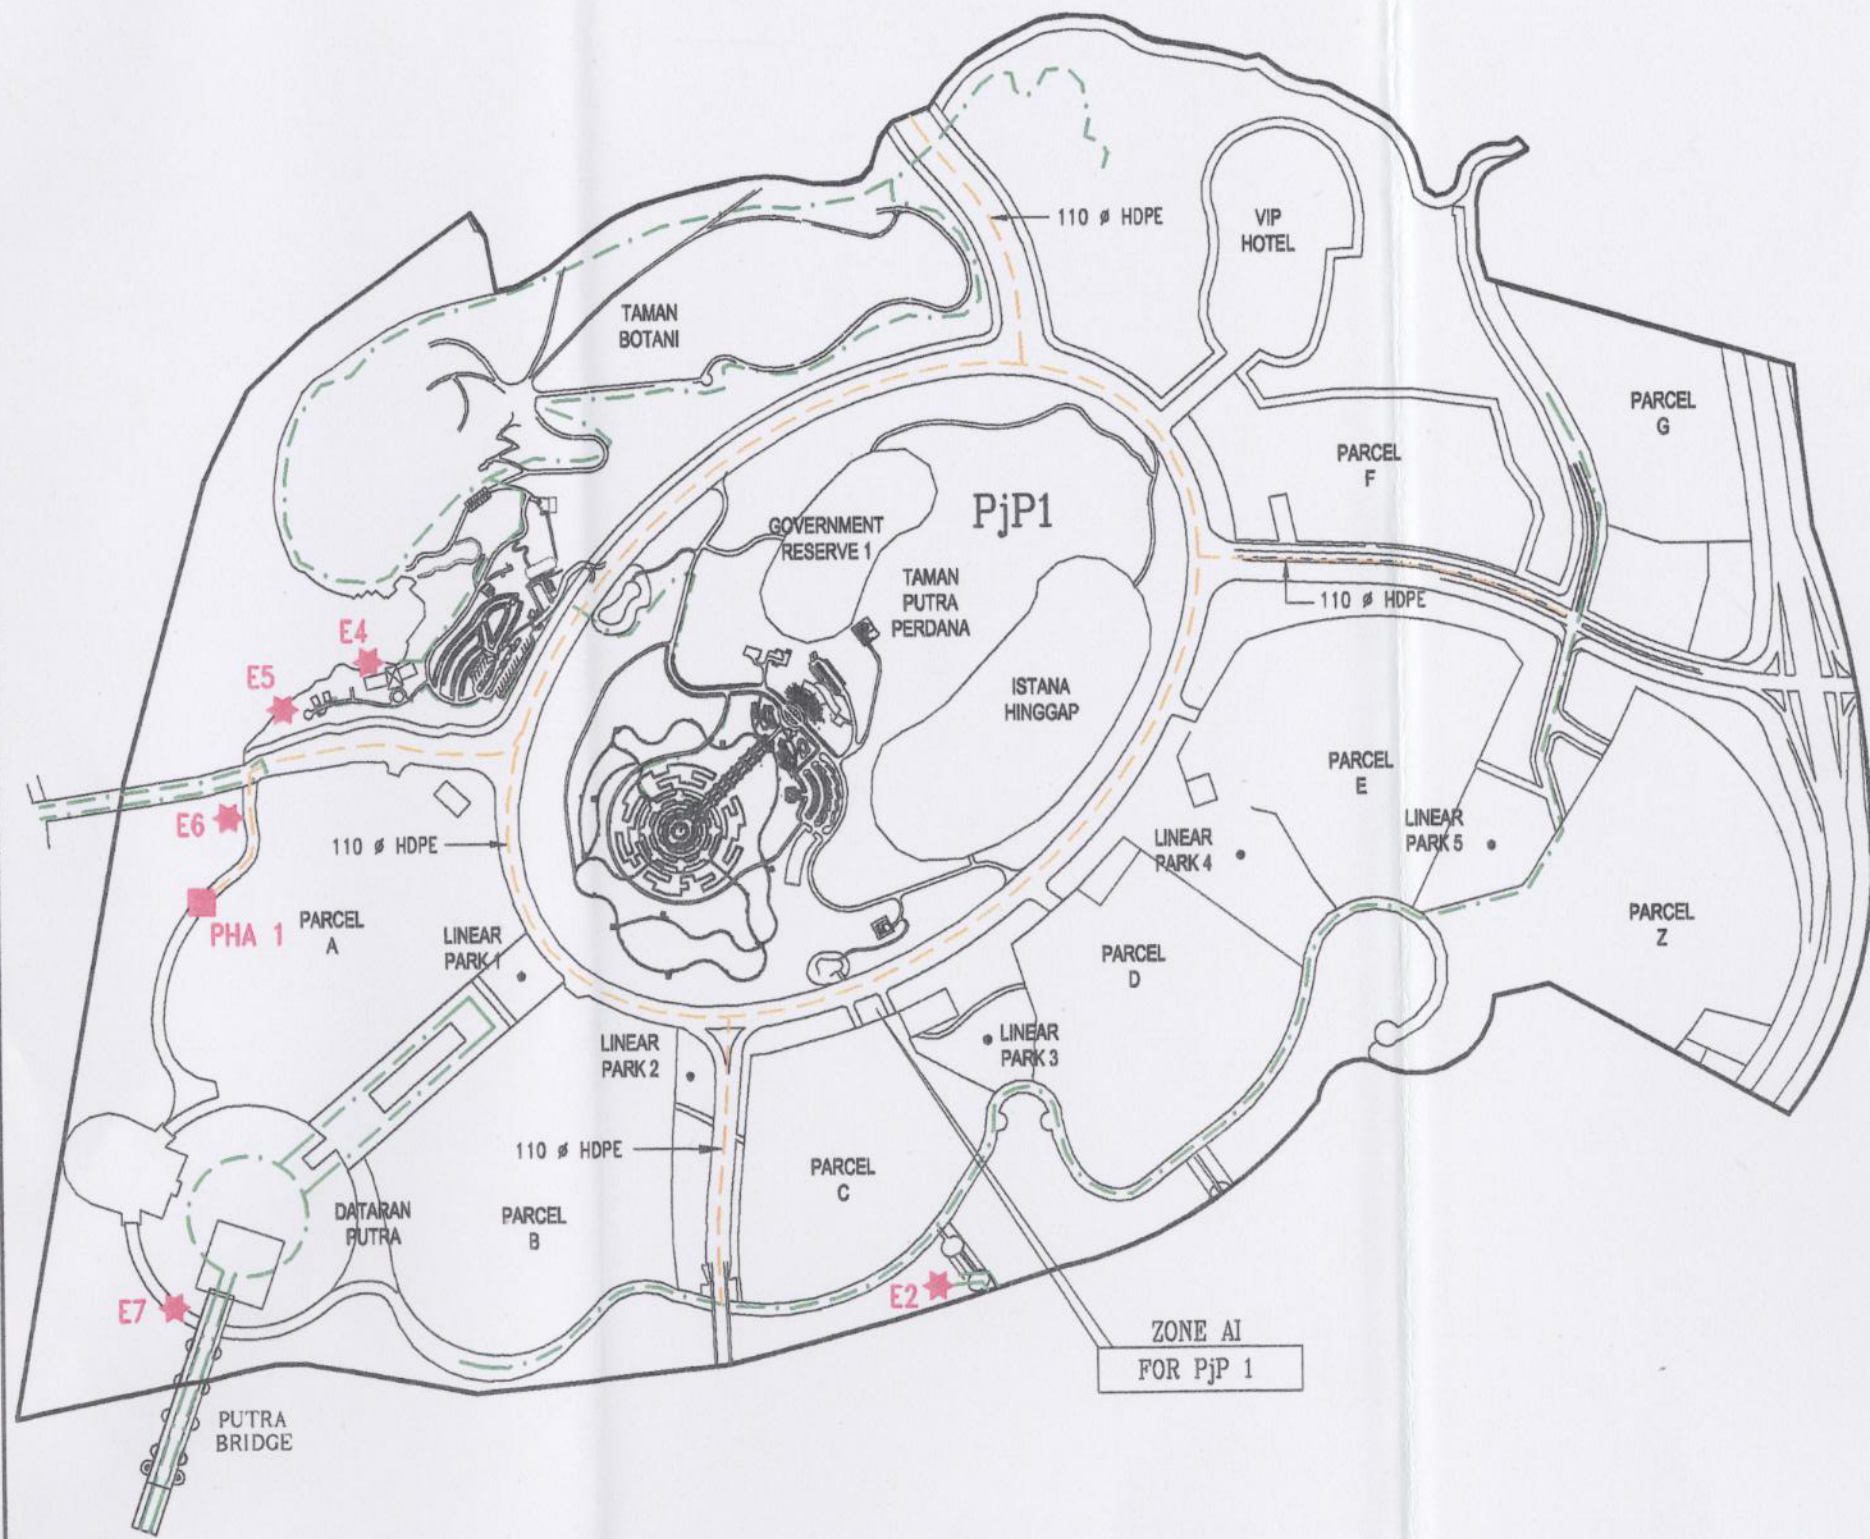 110 ø HDPE
VIP
HOTEL
TAMAN
BOTANI
PARCEL
G
PARCEL
F
PjP1
GOVERNMENT
RESERVE 1
TAMAN
PUTRA
PERDANA
110 ø HDPE
E4
E5
ISTANA
HINGGAP
PARCEL
E
E6
110 ø HDPE
LINEAR
PARK 4
LINEAR
PARK 5
PHA 1
PARCEL
A
LINEAR
PARK 1
PARCEL
D
PARCEL
Z
LINEAR
PARK 2
LINEAR
PARK 3
110 ø HDPE
PARCEL
C
DATARAN
PUTRA
PARCEL
B
E7
E2
ZONE AI
FOR PjP 1
PUTRA
BRIDGE